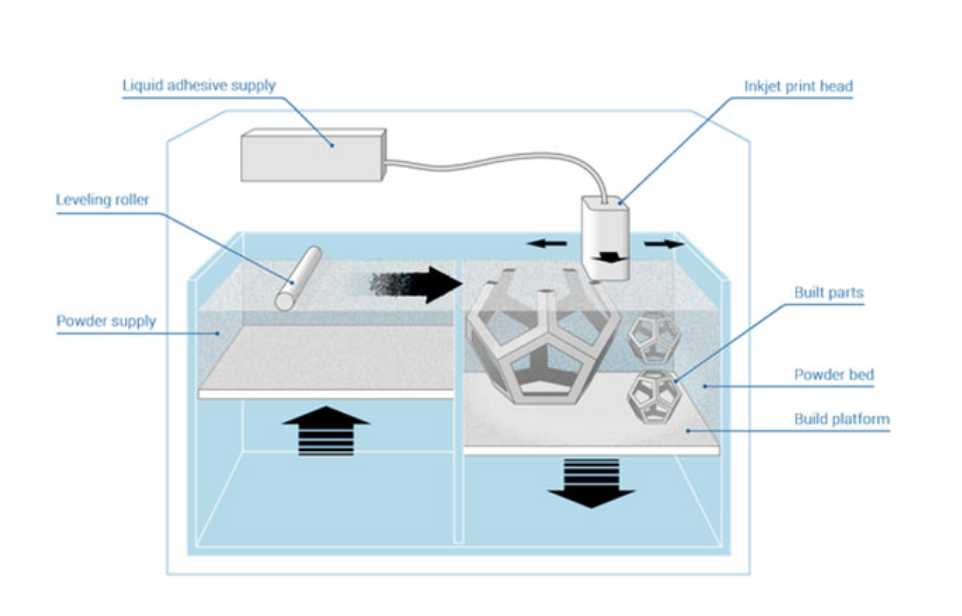 Liquid adhesive supply
Inkjet print head
Leveling roller
Built parts
Powder supply
Powder bed
Build platform